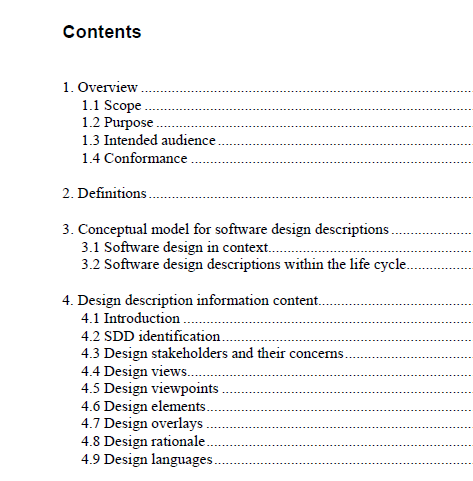 Contents
1. Overview ........................................................................
1.1 Scope ........................................................................
1.2 Purpose ........................................................................
1.3 Intended audience ........................................................................
1.4 Conformance ........................................................................
2. Definitions ........................................................................
3. Conceptual model for software design descriptions ........................
3.1 Software design in context........................................................
3.2 Software design descriptions within the life cycle....................
4. Design description information content........................................
4.1 Introduction ........................................................................
4.2 SDD identification ........................................................................
4.3 Design stakeholders and their concerns....................................
4.4 Design views........................................................................
4.5 Design viewpoints ........................................................................
4.6 Design elements........................................................................
4.7 Design overlays ........................................................................
4.8 Design rationale........................................................................
4.9 Design languages........................................................................